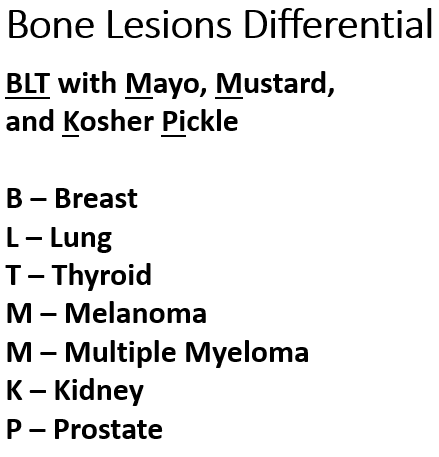 Bone Lesions Differential
BLT with Mayo, Mustard,
and Kosher Pickle
B – Breast
L – Lung
T – Thyroid
M – Melanoma
M – Multiple Myeloma
K – Kidney
P – Prostate